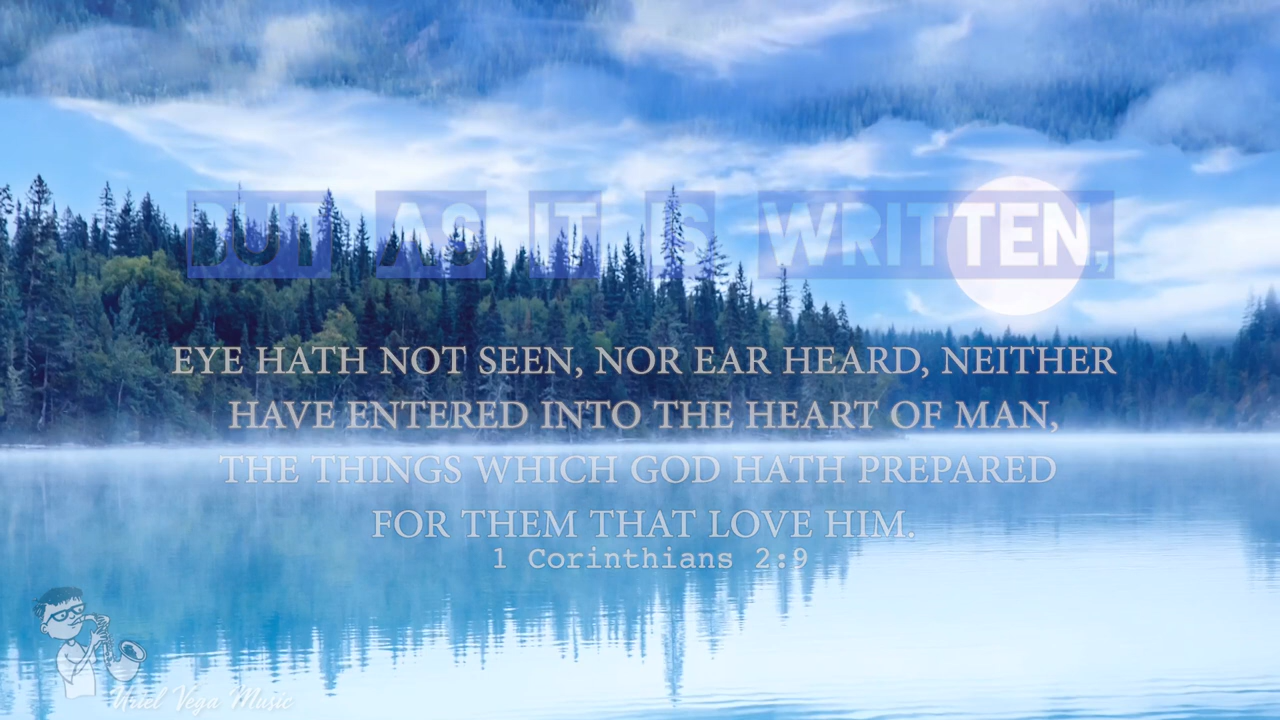 BUT AS IT IS WRITTEN,
EYE HATH NOT SEEN, NOR EAR HEARD, NEITHER
HAVE ENTERED INTO THE HEART OF MAN,
THE THINGS WHICH GOD HATH PREPARED
FOR THEM THAT LOVE HIM.
1 Corinthians 2:9
Uriel Vega Music